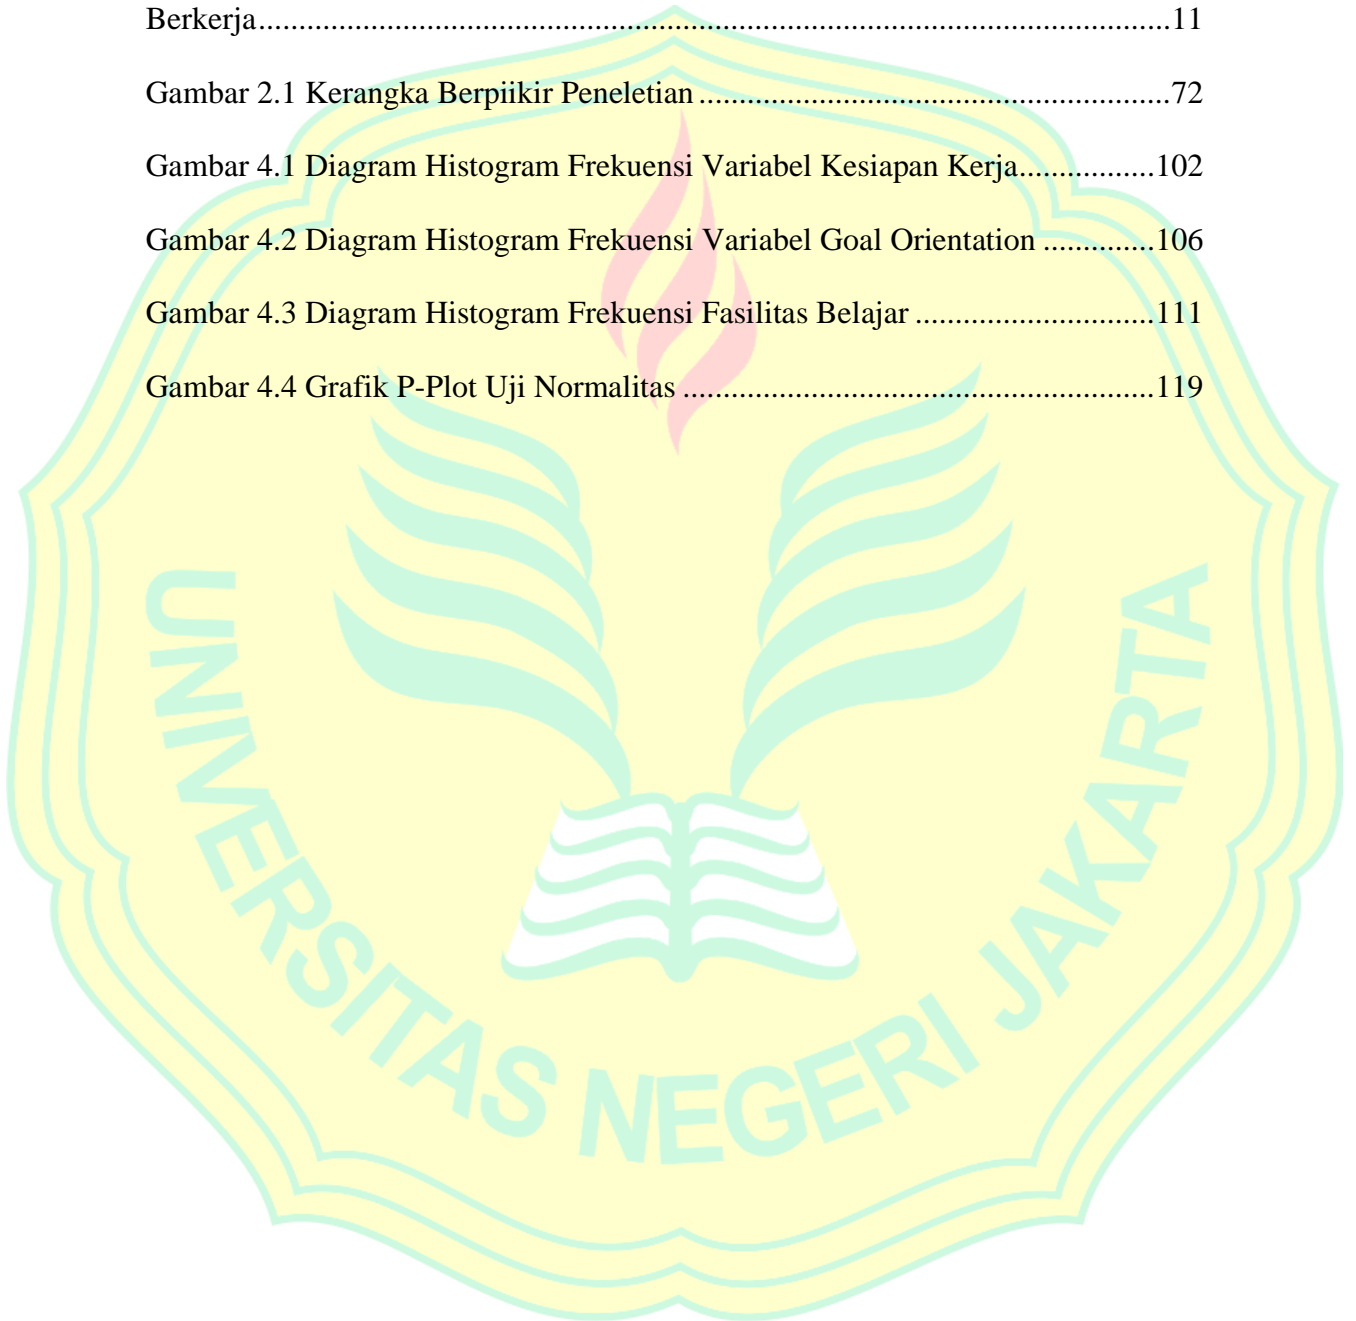 Berkerja...................................................................................................................11
Gambar 2.1 Kerangka Berpiikir Peneletian...........................................................72
Gambar 4.1 Diagram Histogram Frekuensi Variabel Kesiapan Kerja.................102
Gambar 4.2 Diagram Histogram Frekuensi Variabel Goal Orientation ..............106
Gambar 4.3 Diagram Histogram Frekuensi Fasilitas Belajar ..............................111
Gambar 4.4 Grafik P-Plot Uji Normalitas ...........................................................119
UNIVERSITAS NEGERI JAKARTA